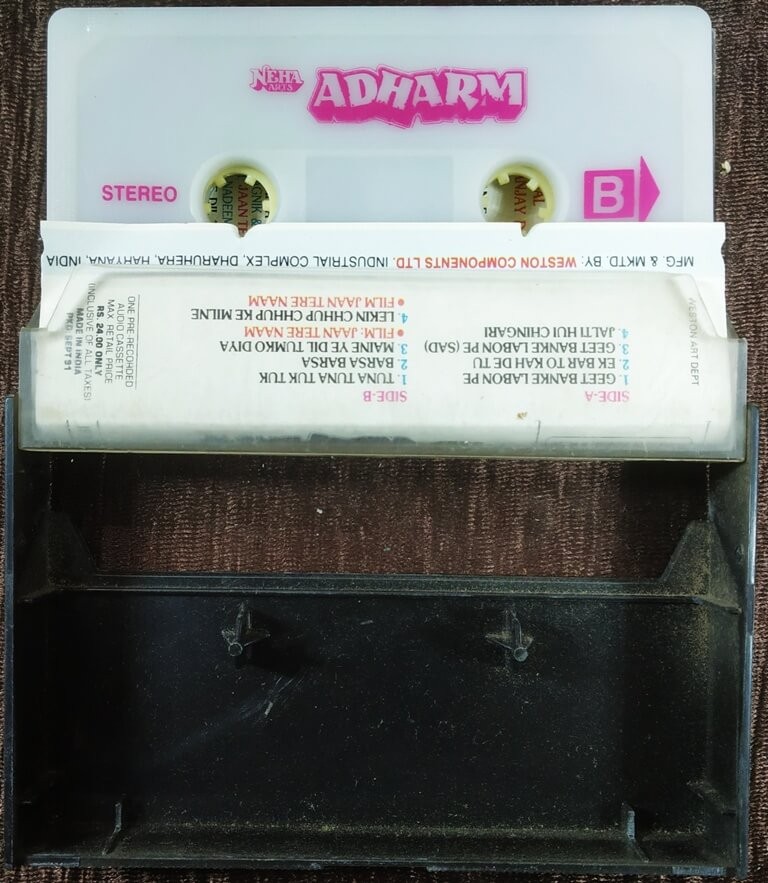 NEHA
ARTS
ADHARM
STEREO
B
MFG. & MKTD. BY: WESTON COMPONENTS LTD. INDUSTRIAL COMPLEX, DHARUHERA, HARYANA, INDIA
SIDE-A
1. GEET BANKE LABON PE
2. EK BAR TO KAH DE TU
3. GEET BANKE LABON PE (SAD)
4. JALTI HUI CHINGARI
SIDE-B
1. TUNA TUNA TUK TUK
2. BARSA BARSA
3. MAINE YE DIL TUMKO DIYA
• FILM: JAAN TERE NAAM
4. LEKIN CHHUP CHHUP KE MILNE
• FILM JAAN TERE NAAM
ONE PRE-RECORDED
AUDIO CASSETTE
MAX. RETAIL PRICE
RS. 24.00 ONLY
(INCLUSIVE OF ALL TAXES)
MADE IN INDIA
PKD SEPT 91
WESTON ART DEPT